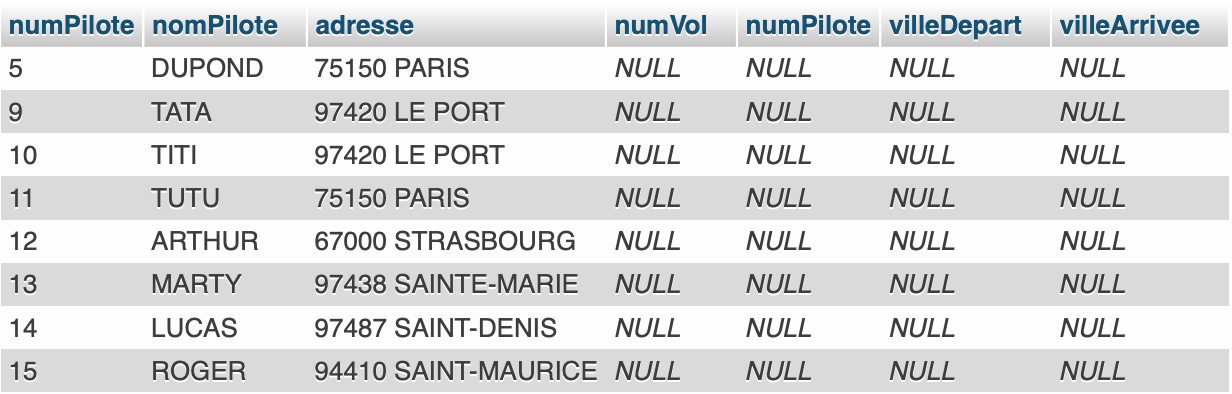 numPilote nomPilote adresse numVol numPilote villeDepart villeArrivee
5 DUPOND 75150 PARIS NULL NULL NULL NULL
9 TATA 97420 LE PORT NULL NULL NULL NULL
10 TITI 97420 LE PORT NULL NULL NULL NULL
11 TUTU 75150 PARIS NULL NULL NULL NULL
12 ARTHUR 67000 STRASBOURG NULL NULL NULL NULL
13 MARTY 97438 SAINTE-MARIE NULL NULL NULL NULL
14 LUCAS 97487 SAINT-DENIS NULL NULL NULL NULL
15 ROGER 94410 SAINT-MAURICE NULL NULL NULL NULL